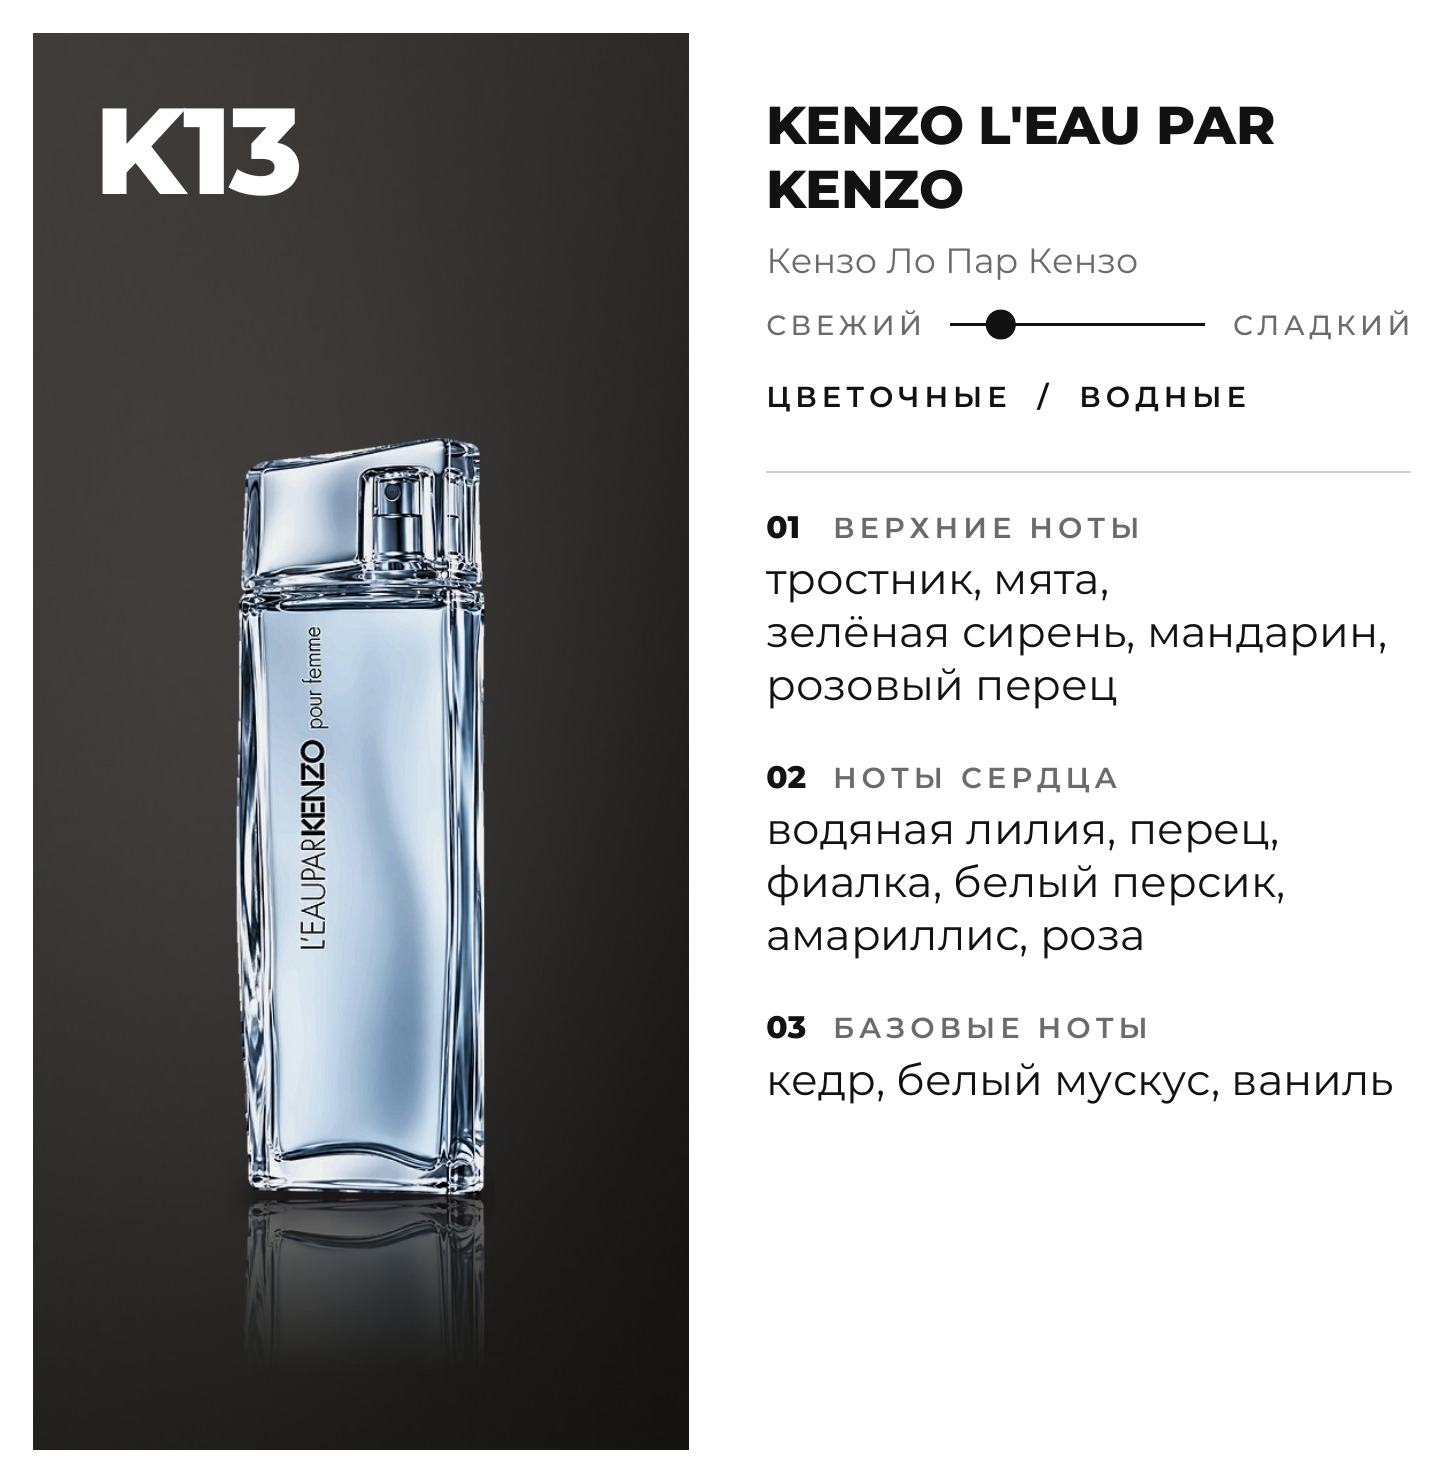 K13
L'EAUPARKENZO pour femme
KENZO L'EAU PAR
KENZO
Кензо Ло Пар Кензо
СВЕЖИЙ СЛАДКИЙ
ЦВЕТОЧНЫЕ / ВОДНЫЕ
01 ВЕРХНИЕ НОТЫ
тростник, мята,
зелёная сирень, мандарин,
розовый перец
02 НОТЫ СЕРДЦА
водяная лилия, перец,
фиалка, белый персик,
амариллис, роза
03 БАЗОВЫЕ НОТЫ
кедр, белый мускус, ваниль